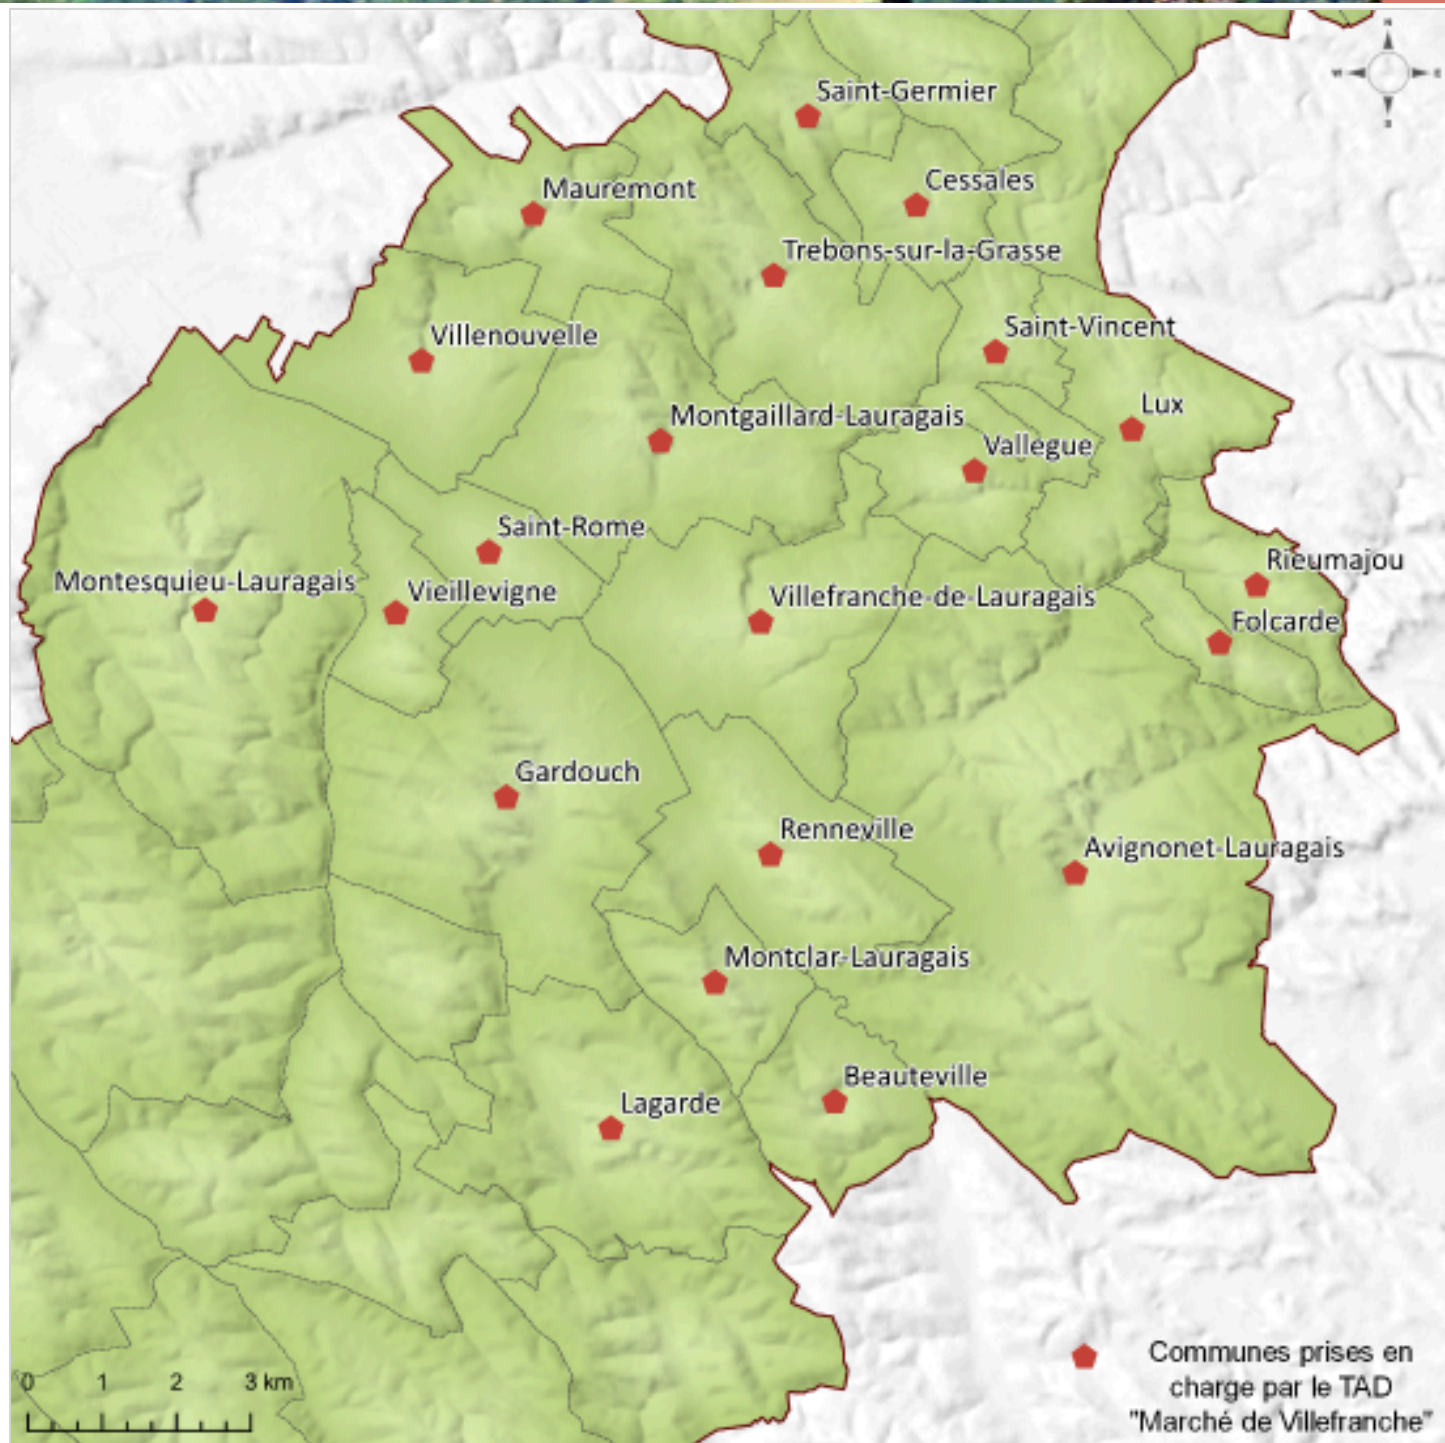 N
Saint-Germier
Cessales
Mauremont
Trebons-sur-la-Grasse
Saint-Vincent
Villenouvelle
Lux
Montgaillard-Lauragais
Vallegue
Saint-Rome
Rieumajou
Montesquieu-Lauragais
Vieillevigne
Villefranche-de-Lauragais
Folcarde
Gardouch
Renneville
Avignonet-Lauragais
Montclar-Lauragais
Beauteville
Lagarde
0 1 2 3 km
Communes prises en
charge par le TAD
"Marché de Villefranche"